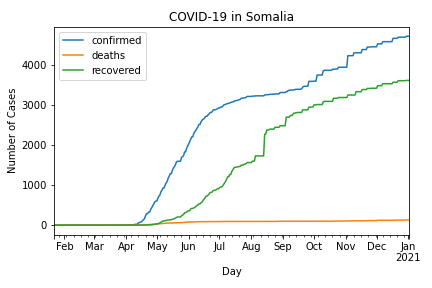 COVID-19 in Somalia
confirmed
deaths
recovered
Number of Cases
4000
3000
2000
1000
0
Feb Mar Apr May Jun Jul Aug Sep Oct Nov Dec Jan
2021
Day